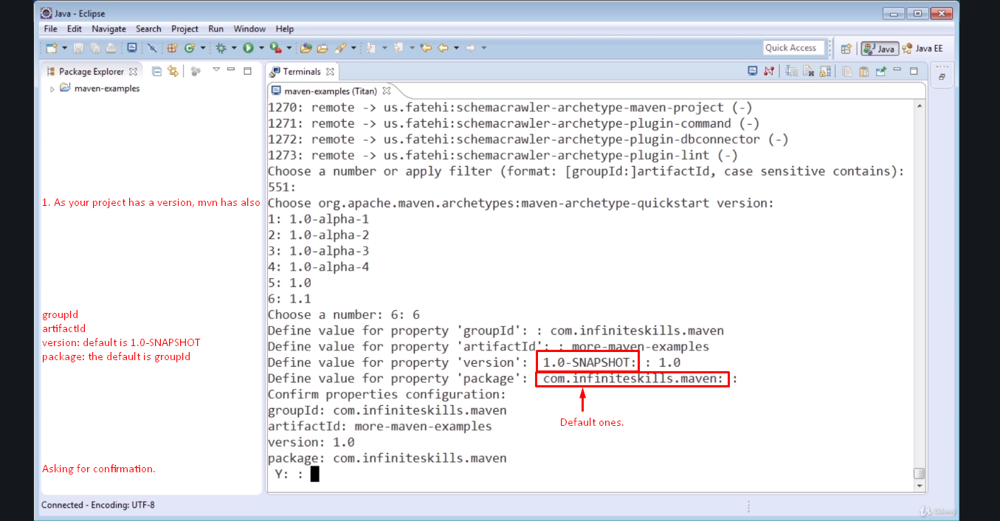 Java - Eclipse
File Edit Navigate Search Project Run Window Help
Quick Access
Java
Java EE
Package Explorer
maven-examples
Terminals
maven-examples (Titan)
1270: remote -> us.fatehi:schemacrawler-archetype-maven-project (-)
1271: remote -> us.fatehi:schemacrawler-archetype-plugin-command (-)
1272: remote -> us.fatehi:schemacrawler-archetype-plugin-dbconnector (-)
1273: remote -> us.fatehi:schemacrawler-archetype-plugin-lint (-)
Choose a number or apply filter (format: [groupId:]artifactId, case sensitive contains):
551:
1. As your project has a version, mvn has also
Choose org.apache.maven.archetypes:maven-archetype-quickstart version:
1: 1.0-alpha-1
2: 1.0-alpha-2
3: 1.0-alpha-3
4: 1.0-alpha-4
5: 1.0
6: 1.1
Choose a number: 6: 6
groupId
artifactId
version: default is 1.0-SNAPSHOT
package: the default is groupId
Define value for property 'groupId': : com.infiniteskills.maven
Define value for property 'artifactId': : more-maven-examples
Define value for property 'version': 1.0-SNAPSHOT: : 1.0
Define value for property 'package': com.infiniteskills.maven: :
Confirm properties configuration:
groupId: com.infiniteskills.maven
Default ones.
artifactId: more-maven-examples
version: 1.0
package: com.infiniteskills.maven
Asking for confirmation.
Y: :
Connected - Encoding: UTF-8
Udemy